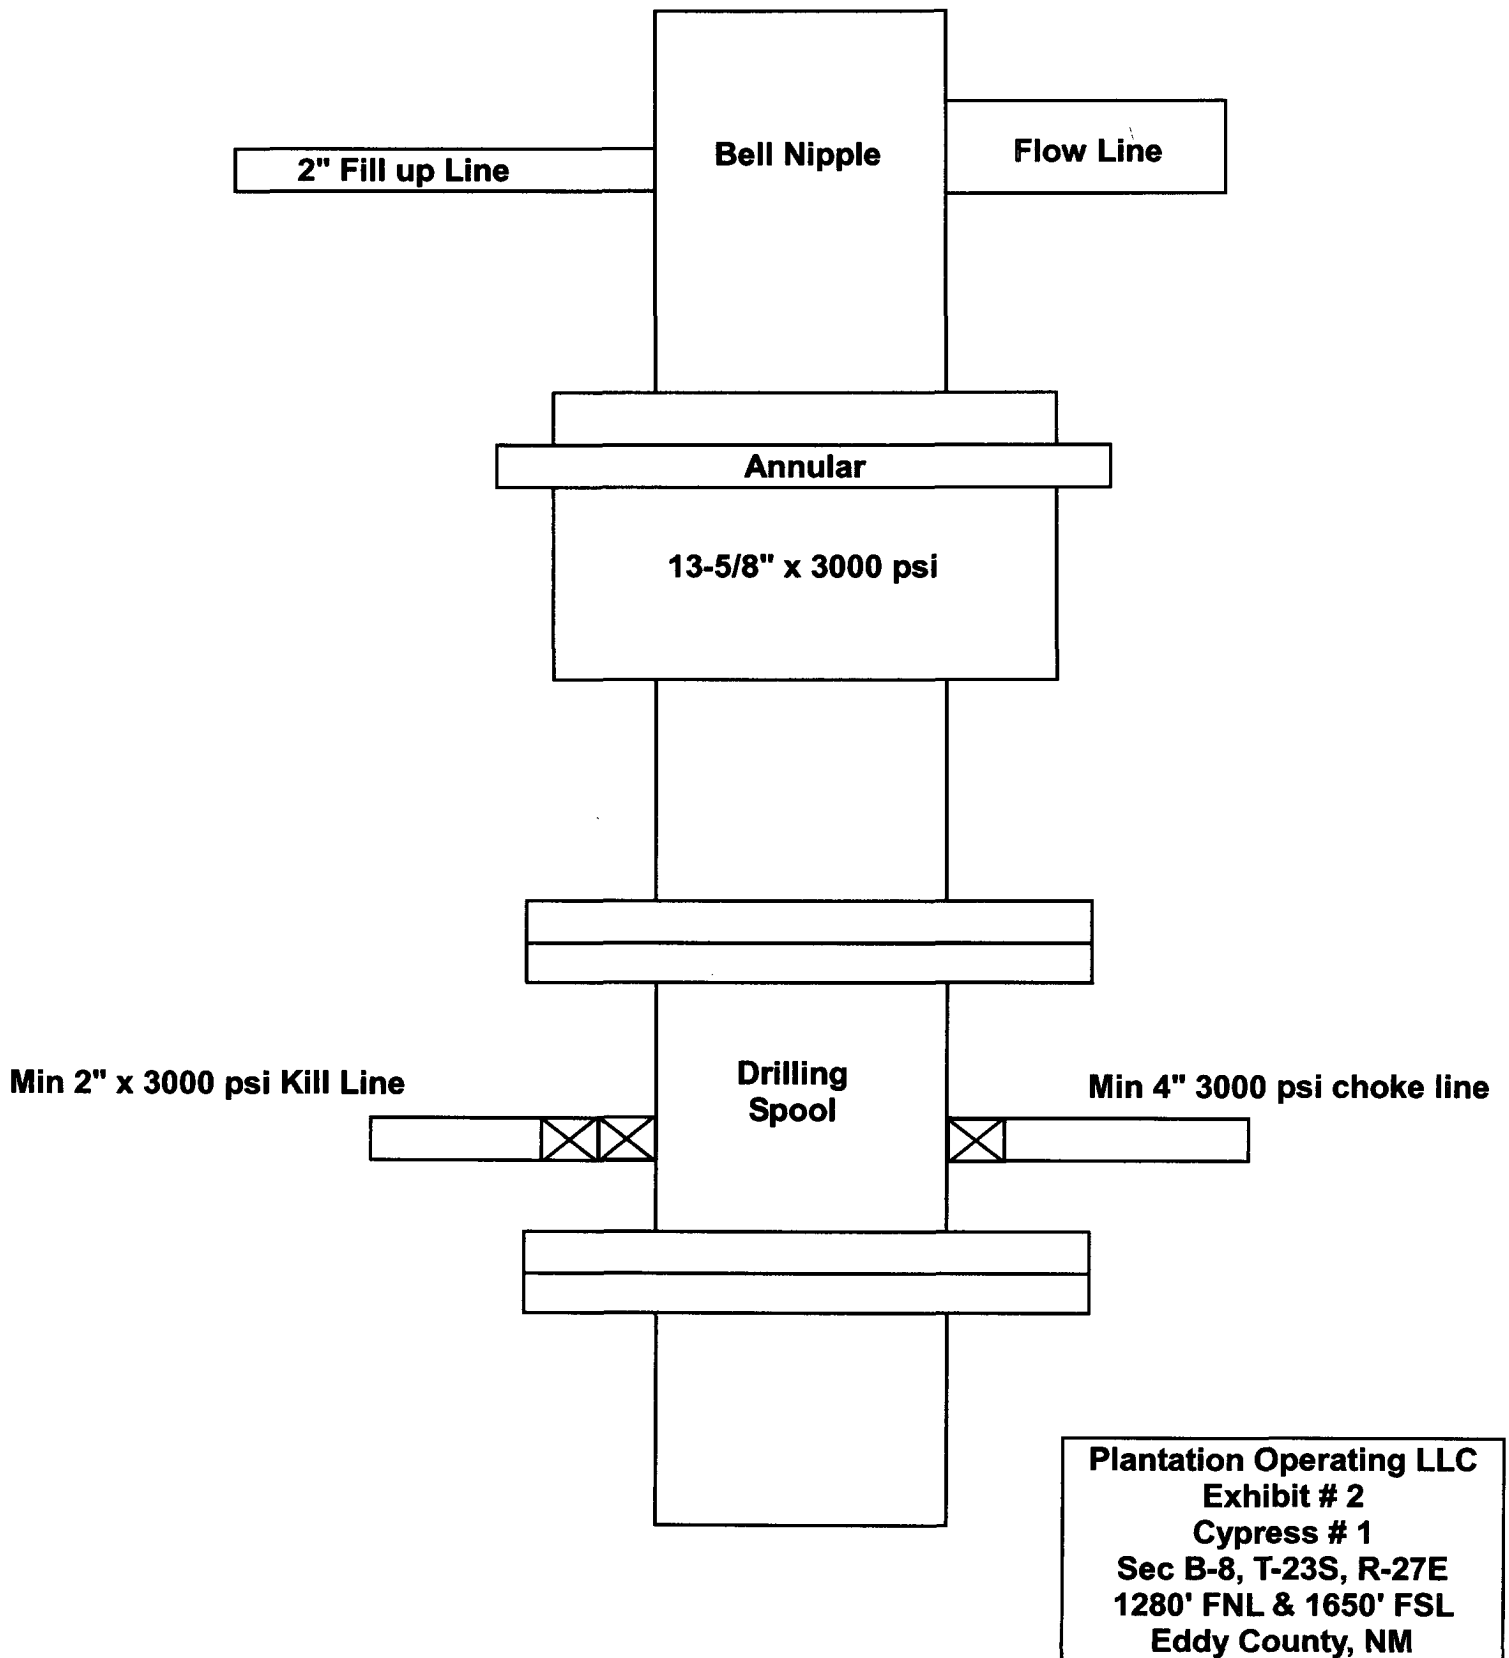 Bell Nipple
Flow Line
2" Fill up Line
Annular
13-5/8" x 3000 psi
Drilling
Spool
Min 2" x 3000 psi Kill Line
Min 4" 3000 psi choke line
Plantation Operating LLC
Exhibit # 2
Cypress # 1
Sec B-8, T-23S, R-27E
1280' FNL & 1650' FSL
Eddy County, NM